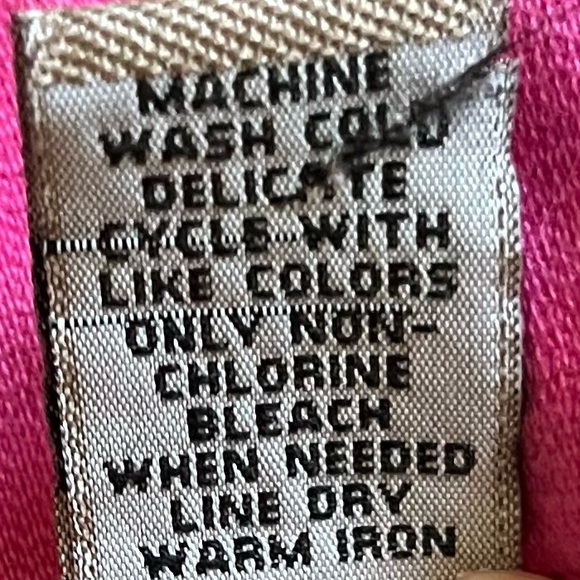 MACHINE
WASH COLD
DELICATE
CYCLE WITH
LIKE COLORS
ONLY NON-
CHLORINE
BLEACH
WHEN NEEDED
LINE DRY
WARM IRON